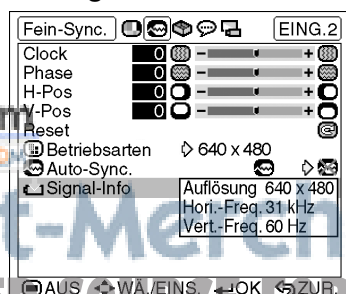 Fein-Sync. EING.2
Clock 0 - +
Phase 0 - +
H-Pos 0 - +
V-Pos 0 - +
Reset
Betriebsarten 640 x 480
Auto-Sync.
Signal-Info
Auflösung 640 x 480
Hori.-Freq. 31 kHz
Vert.-Freq. 60 Hz
AUS WÄ./EINS. OK ZUR.